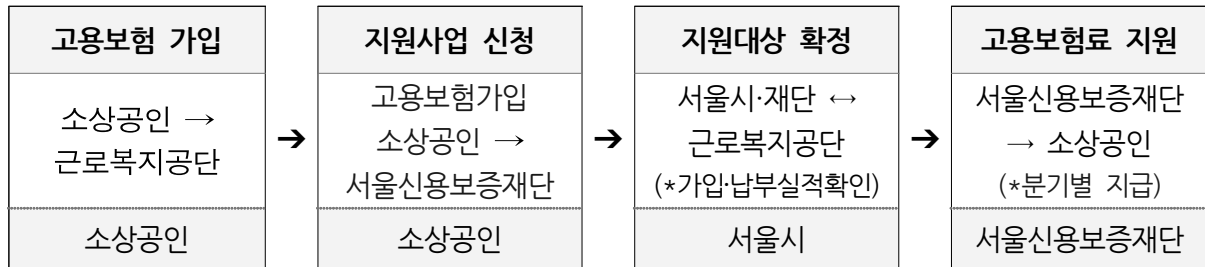 고용보험 가입
소상공인 →
근로복지공단
소상공인
➔
지원사업 신청
고용보험가입
소상공인 →
서울신용보증재단
소상공인
➔
지원대상 확정
서울시·재단 ↔
근로복지공단
(*가입·납부실적확인)
서울시
➔
고용보험료 지원
서울신용보증재단
→ 소상공인
(*분기별 지급)
서울신용보증재단